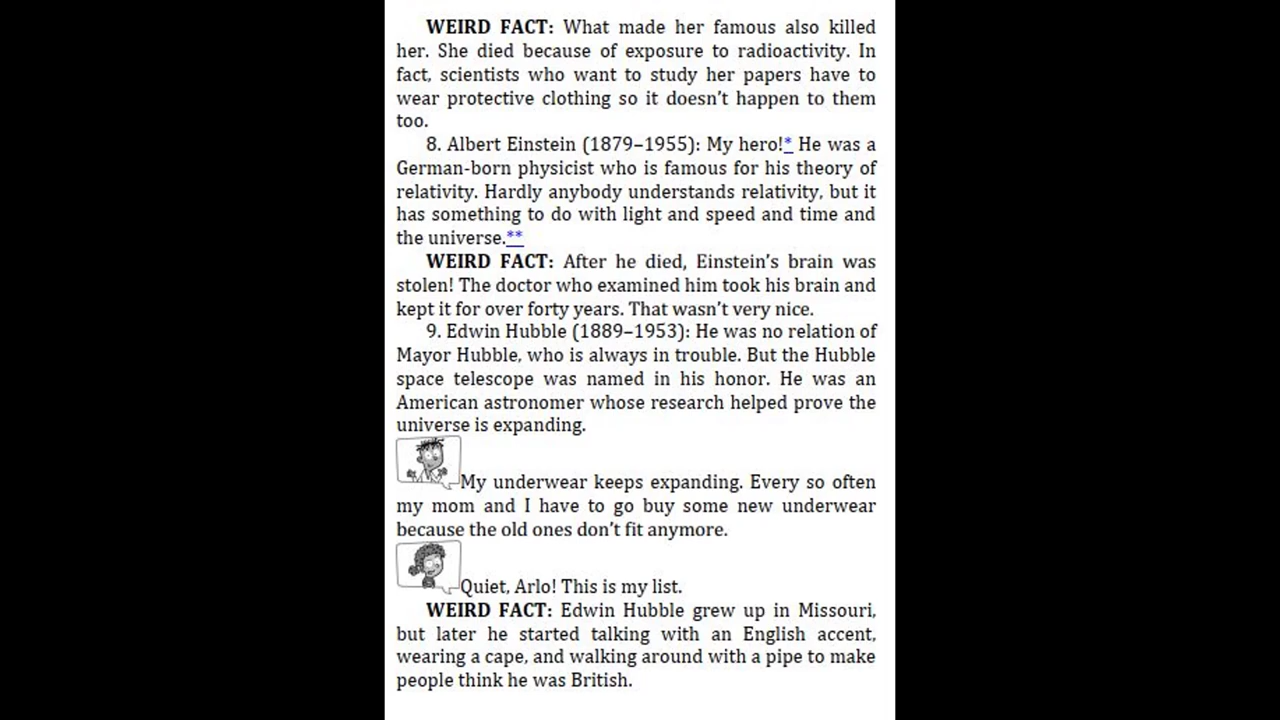 WEIRD FACT: What made her famous also killed
her. She died because of exposure to radioactivity. In
fact, scientists who want to study her papers have to
wear protective clothing so it doesn’t happen to them
too.
8. Albert Einstein (1879–1955): My hero!* He was a
German-born physicist who is famous for his theory of
relativity. Hardly anybody understands relativity, but it
has something to do with light and speed and time and
the universe.**
WEIRD FACT: After he died, Einstein’s brain was
stolen! The doctor who examined him took his brain and
kept it for over forty years. That wasn’t very nice.
9. Edwin Hubble (1889–1953): He was no relation of
Mayor Hubble, who is always in trouble. But the Hubble
space telescope was named in his honor. He was an
American astronomer whose research helped prove the
universe is expanding.
My underwear keeps expanding. Every so often
my mom and I have to go buy some new underwear
because the old ones don’t fit anymore.
Quiet, Arlo! This is my list.
WEIRD FACT: Edwin Hubble grew up in Missouri,
but later he started talking with an English accent,
wearing a cape, and walking around with a pipe to make
people think he was British.